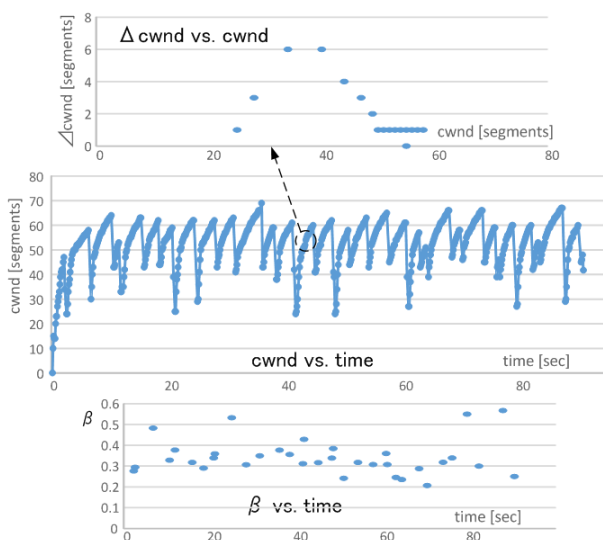 8
Δ cwnd vs. cwnd
6
4
2
0
⊿cwnd [segments]
cwnd [segments]
0 20 40 60 80
80
70
60
50
40
30
20
10
0
cwnd [segments]
cwnd vs. time
time [sec]
0 20 40 60 80
0.6
β
0.5
0.4
0.3
0.2
0.1
0
β vs. time
time [sec]
0 20 40 60 80